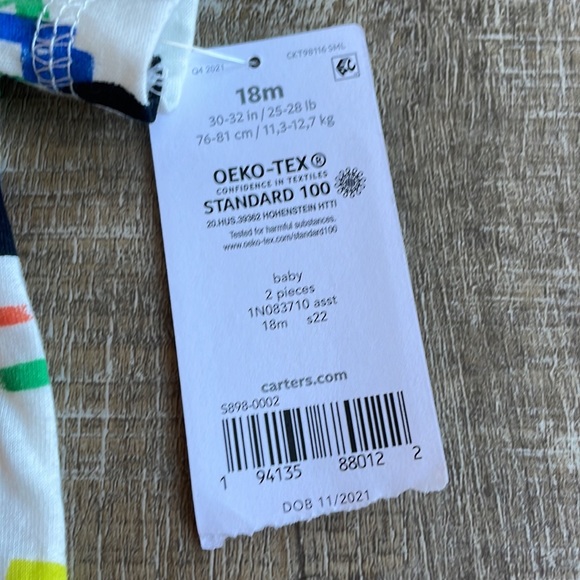 Q4 2021 CKT98116 SML
18m
30-32 in / 25-28 lb
76-81 cm / 11,3-12,7 kg
OEKO-TEX®
CONFIDENCE IN TEXTILES
STANDARD 100
20.HUS.39362 HOHENSTEIN HTTI
Tested for harmful substances.
www.oeko-tex.com/standard100
baby
2 pieces
1N083710 asst
18m s22
carters.com
S898-0002
1 94135 88012 2
DOB 11/2021